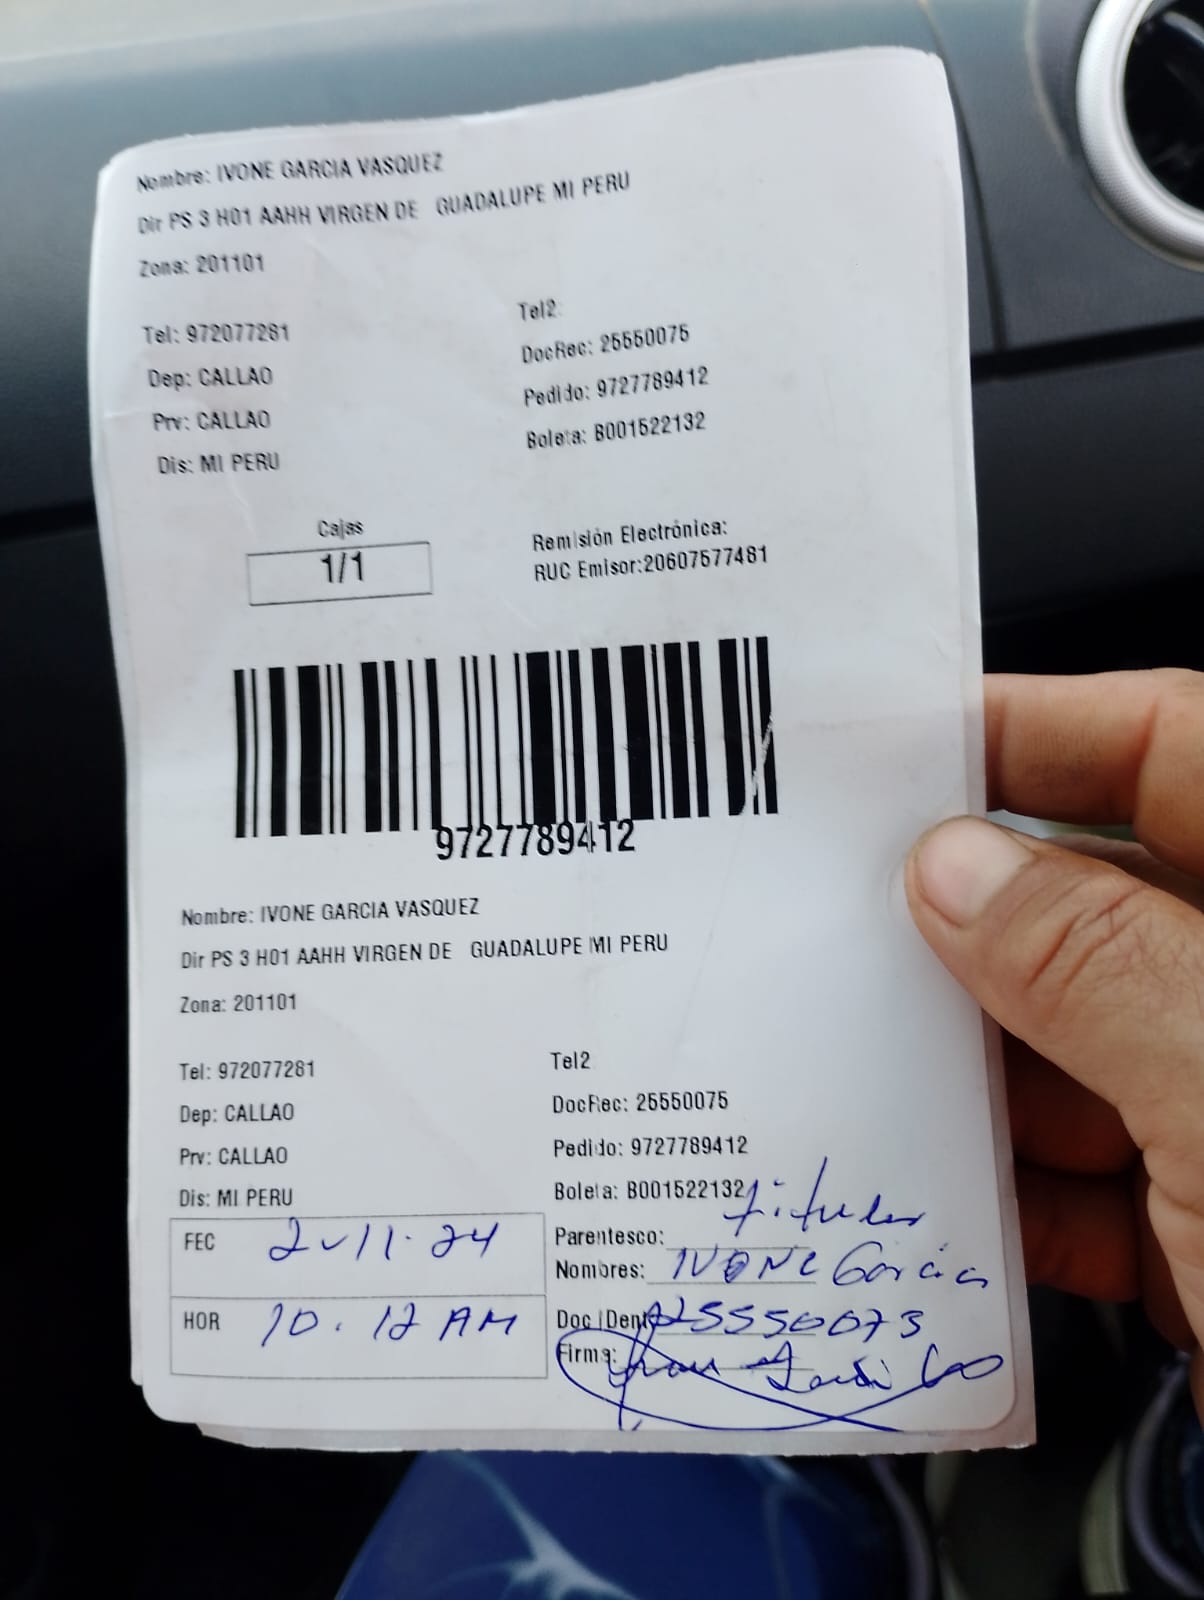 Nombre: IVONE GARCIA VASQUEZ
Dir PS 3 H01 AAHH VIRGEN DE GUADALUPE MI PERU
Zona: 201101
Tel: 972077281
Tel2:
Dep: CALLAO
DocRec: 25550075
Prv: CALLAO
Pedido: 9727789412
Dis: MI PERU
Boleta: B001522132
Cajas
1/1
Remisión Electrónica:
RUC Emisor:20607577481
9727789412
Nombre: IVONE GARCIA VASQUEZ
Dir PS 3 H01 AAHH VIRGEN DE GUADALUPE MI PERU
Zona: 201101
Tel: 972077281
Tel2
Dep: CALLAO
DocRec: 25550075
Prv: CALLAO
Pedido: 9727789412
Dis: MI PERU
Boleta: B001522132
FEC
Parentesco: titular
Nombres: IVONE Garcia
HOR 10.12 AM
Doc Ident 25550073
Firma: